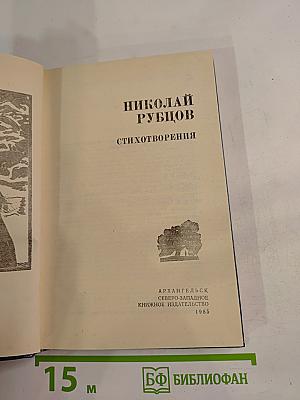 НИКОЛАЙ
РУБЦОВ
СТИХОТВОРЕНИЯ
АРХАНГЕЛЬСК
СЕВЕРО-ЗАПАДНОЕ
КНИЖНОЕ ИЗДАТЕЛЬСТВО
1985
15 м
БФ БИБЛИОФАН